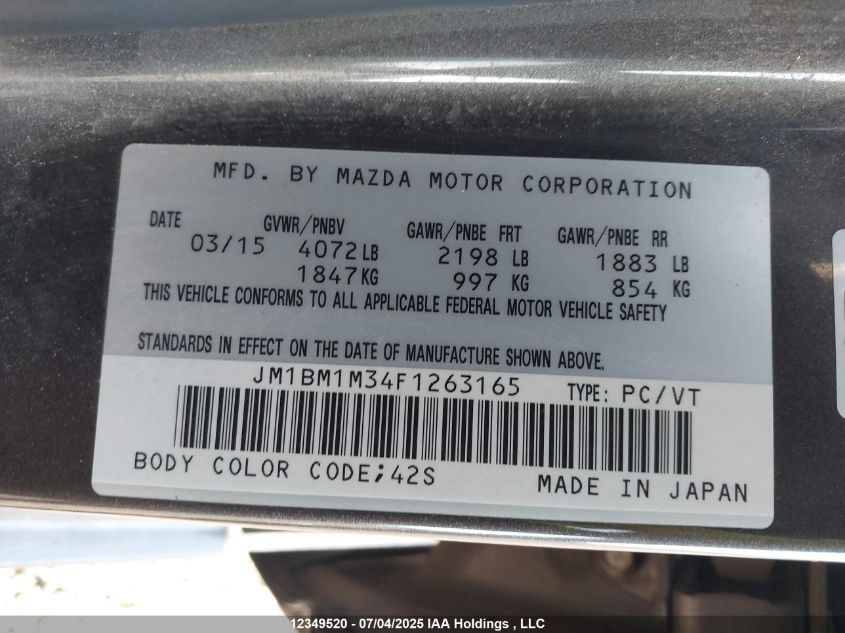 MFD. BY MAZDA MOTOR CORPORATION
DATE GVWR/PNBV GAWR/PNBE FRT GAWR/PNBE RR
03/15 4072 LB 2198 LB 1883 LB
1847 KG 997 KG 854 KG
THIS VEHICLE CONFORMS TO ALL APPLICABLE FEDERAL MOTOR VEHICLE SAFETY
STANDARDS IN EFFECT ON THE DATE OF MANUFACTURE SHOWN ABOVE.
JM1BM1M34F1263165 TYPE: PC/VT
BODY COLOR CODE;42S MADE IN JAPAN
12349520 - 07/04/2025 IAA Holdings , LLC